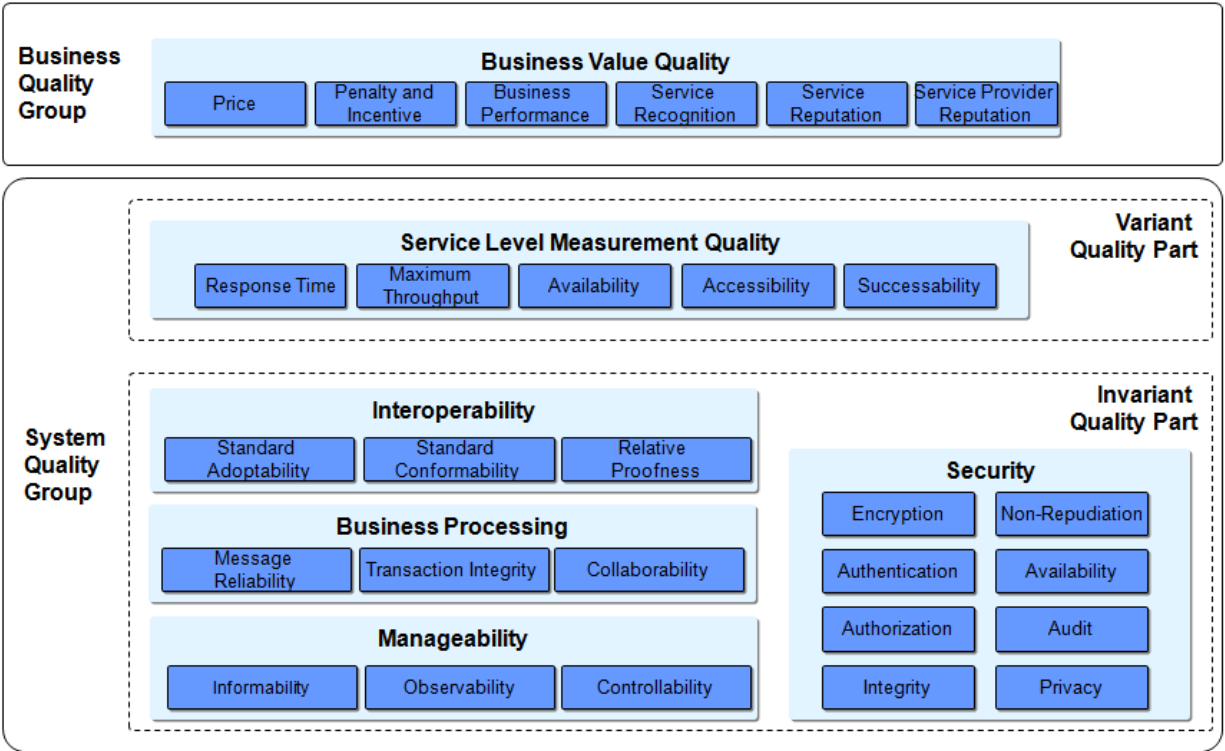 Business
Quality
Group
Business Value Quality
Price
Penalty and
Incentive
Business
Performance
Service
Recognition
Service
Reputation
Service Provider
Reputation
Variant
Quality Part
Service Level Measurement Quality
Response Time
Maximum
Throughput
Availability
Accessibility
Successability
System
Quality
Group
Invariant
Quality Part
Interoperability
Standard
Adoptability
Standard
Conformability
Relative
Proofness
Business Processing
Message
Reliability
Transaction Integrity
Collaborability
Manageability
Informability
Observability
Controllability
Security
Encryption
Non-Repudiation
Authentication
Availability
Authorization
Audit
Integrity
Privacy